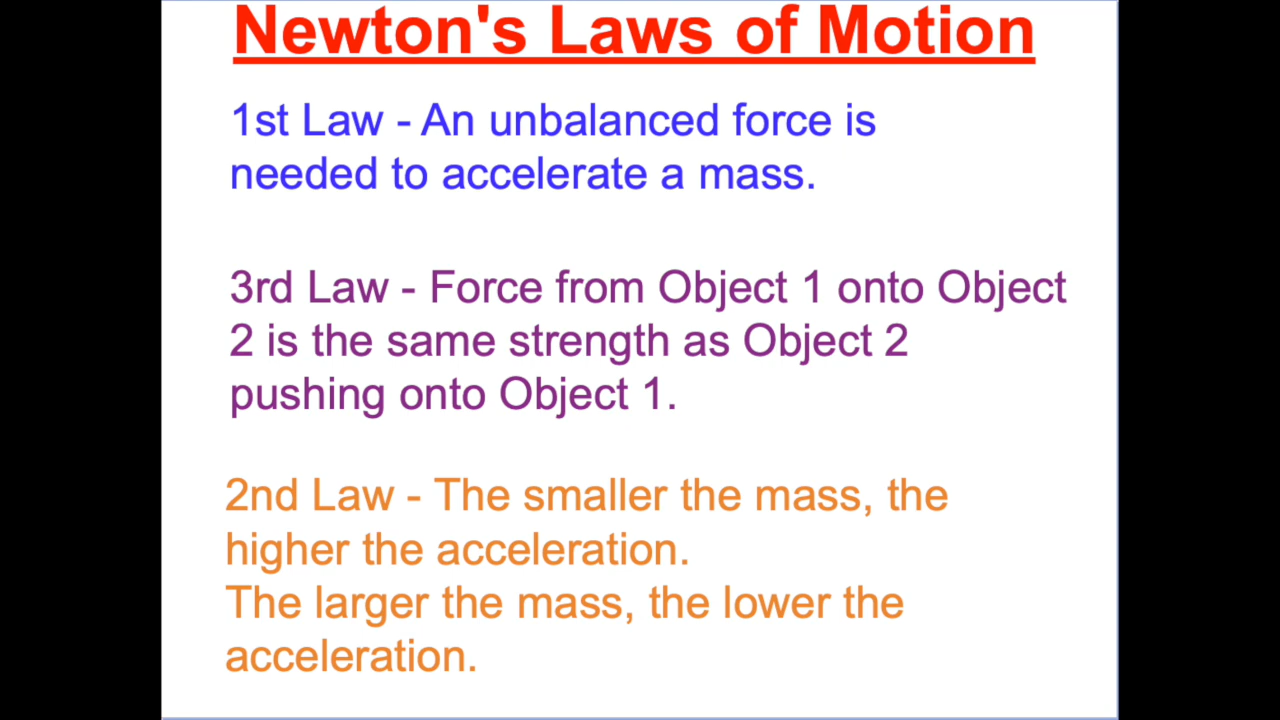 Newton's Laws of Motion
1st Law - An unbalanced force is
needed to accelerate a mass.
3rd Law - Force from Object 1 onto Object
2 is the same strength as Object 2
pushing onto Object 1.
2nd Law - The smaller the mass, the
higher the acceleration.
The larger the mass, the lower the
acceleration.